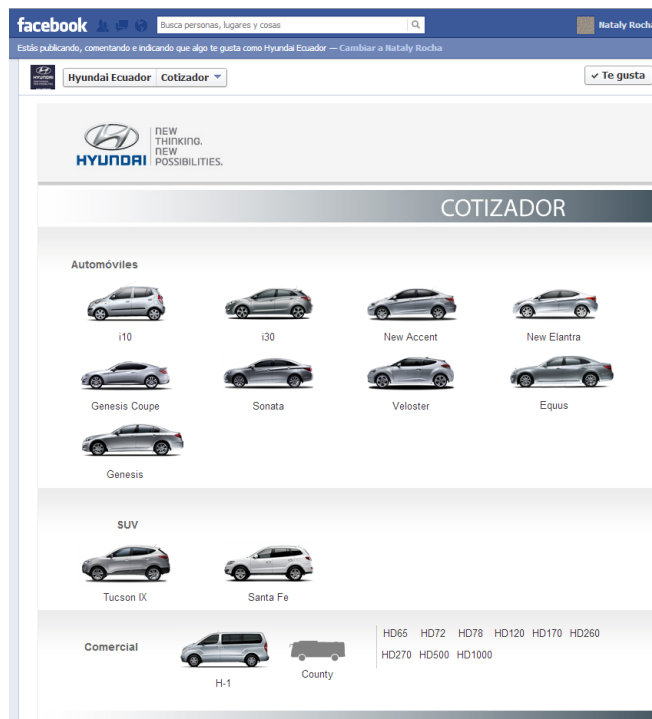 facebook Busca personas, lugares y cosas Nataly Rocha
Estás publicando, comentando e indicando que algo te gusta como Hyundai Ecuador — Cambiar a Nataly Rocha
Hyundai Ecuador Cotizador Te gusta
NEW
THINKING.
NEW
HYUNDAI POSSIBILITIES.
COTIZADOR
Automóviles
i10 i30 New Accent New Elantra
Genesis Coupe Sonata Veloster Equus
Genesis
SUV
Tucson IX Santa Fe
HD65 HD72 HD78 HD120 HD170 HD260
Comercial
HD270 HD500 HD1000
County
H-1